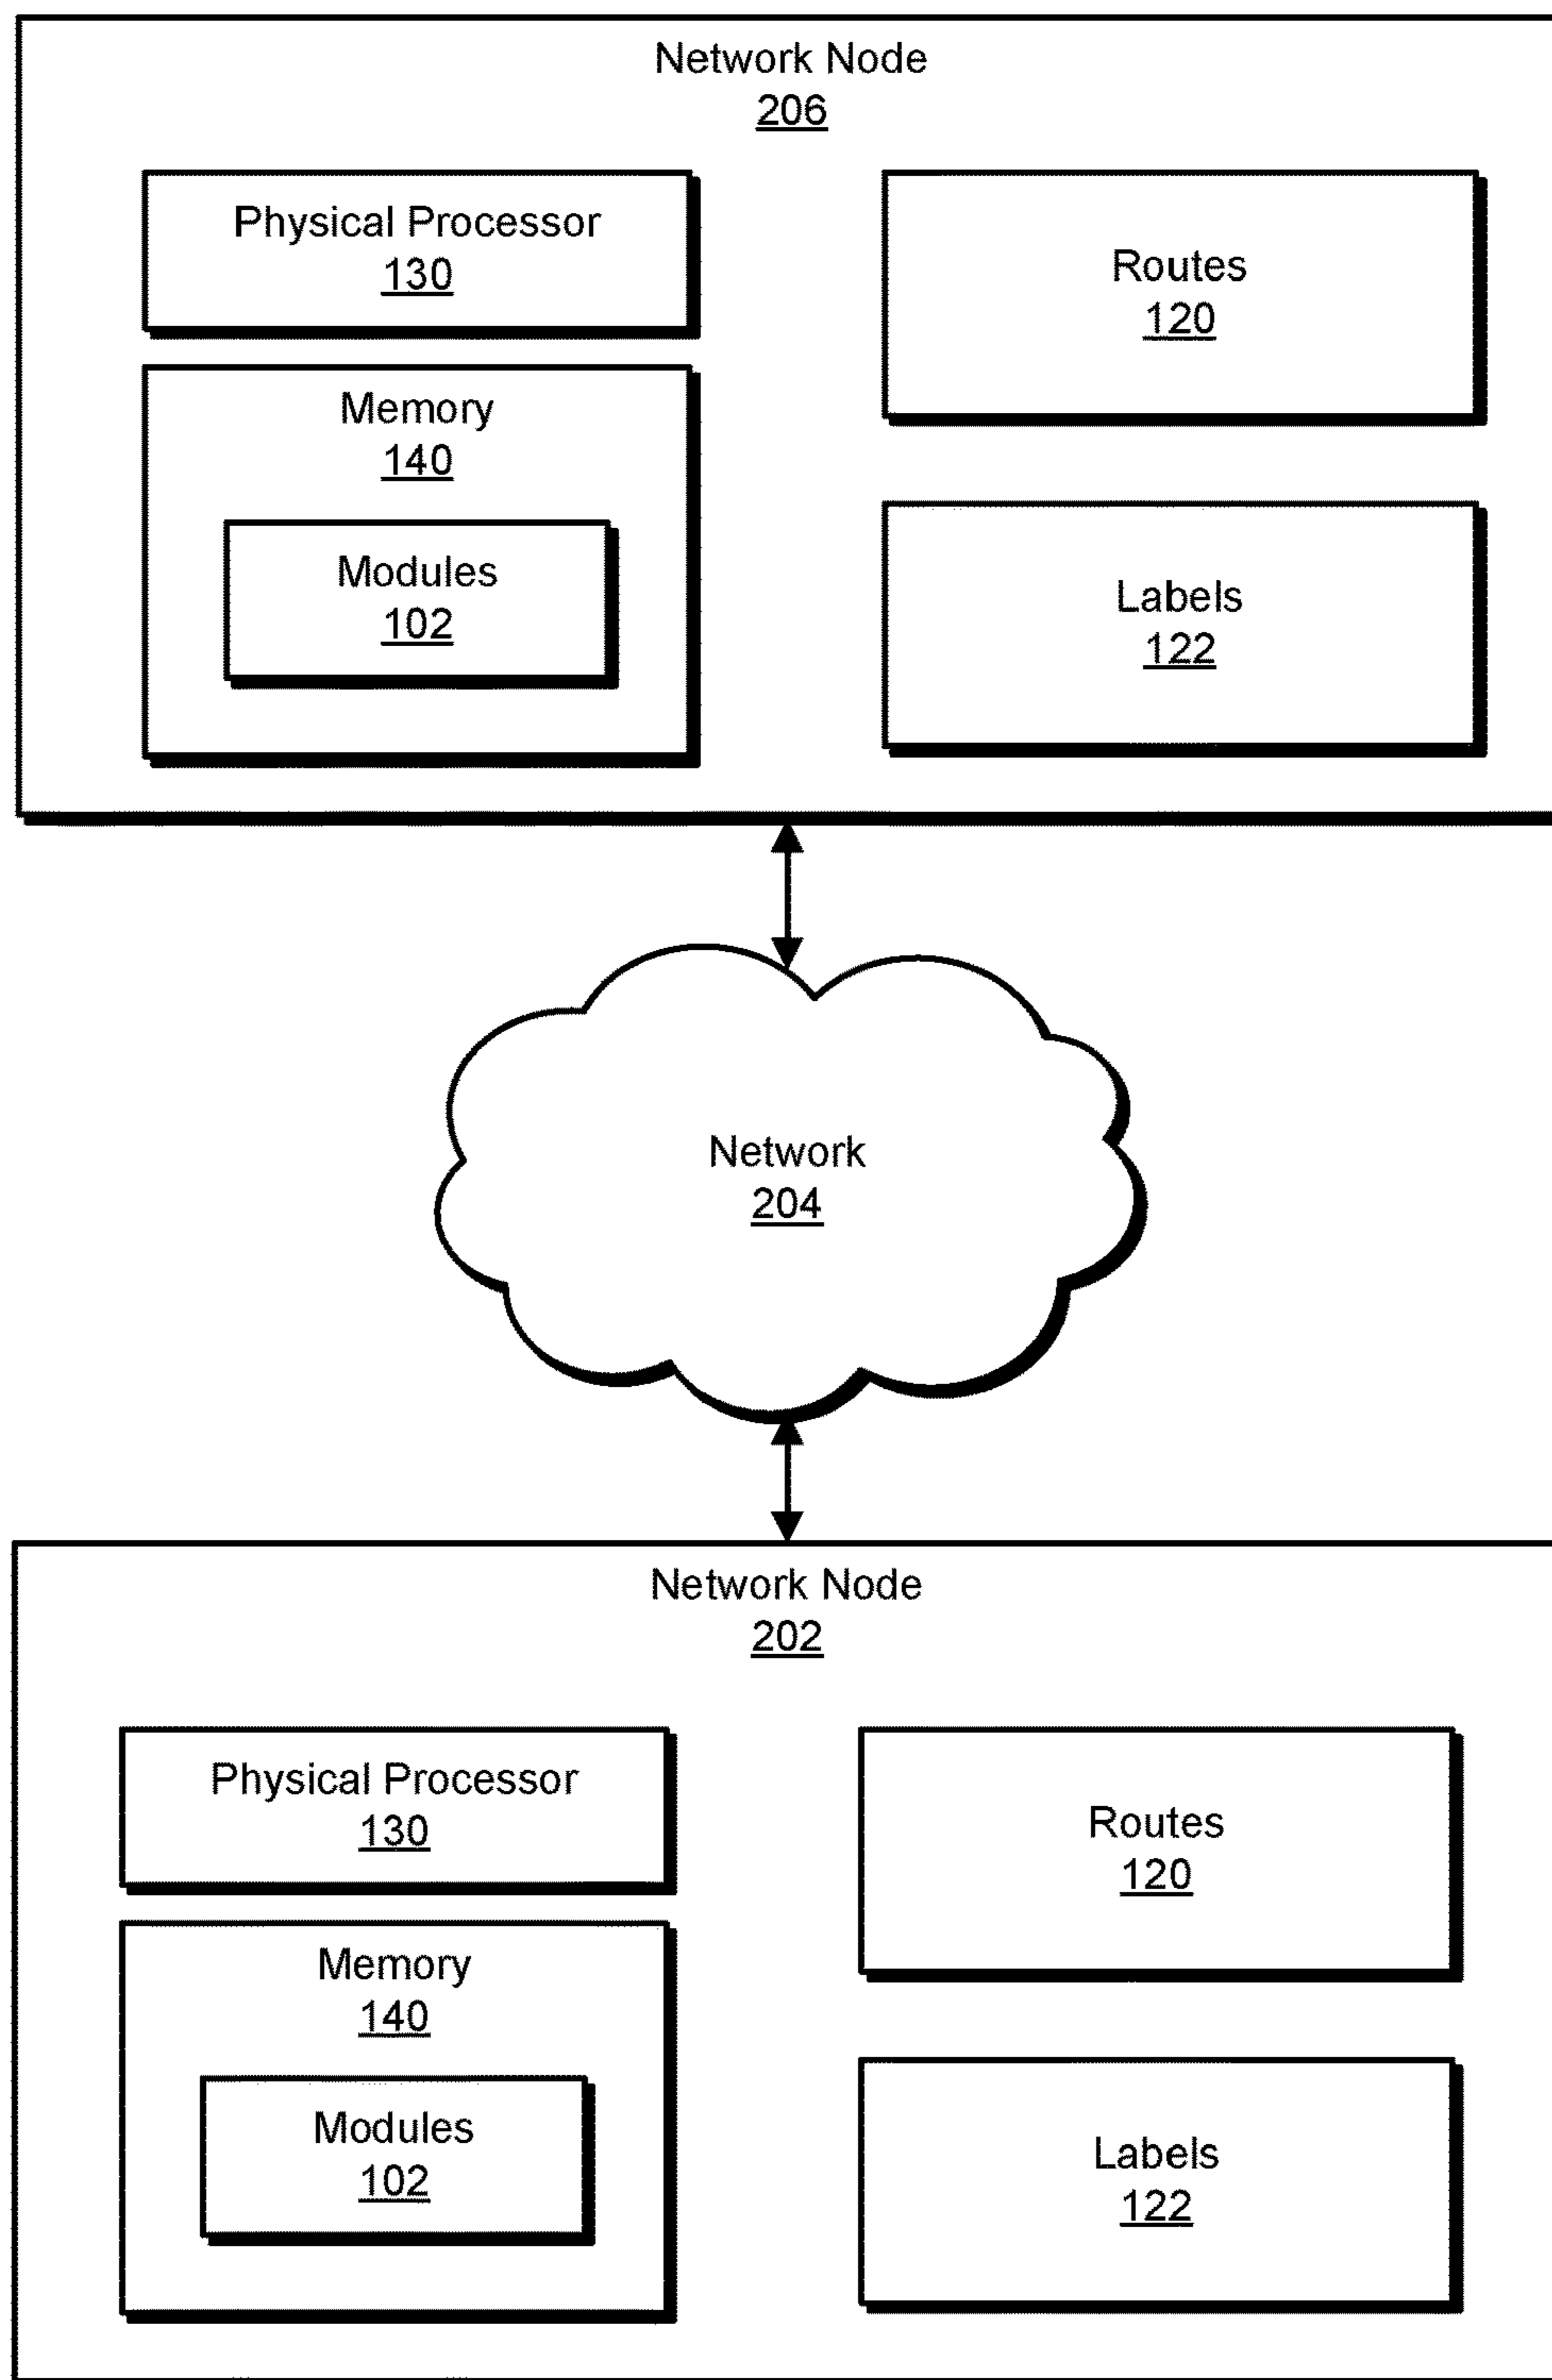 Network Node
206
Physical Processor
130
Memory
140
Modules
102
Routes
120
Labels
122
Network
204
Network Node
202
Physical Processor
130
Memory
140
Modules
102
Routes
120
Labels
122